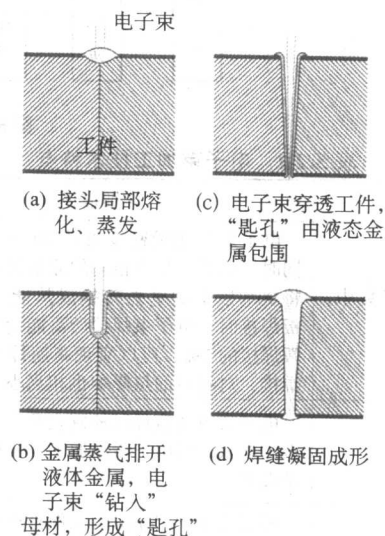 电子束
工件
(a) 接头局部熔
化、蒸发
(c) 电子束穿透工件，
“匙孔”由液态金
属包围
(b) 金属蒸气排开
液体金属，电
子束“钻入”
母材，形成“匙孔”
(d) 焊缝凝固成形